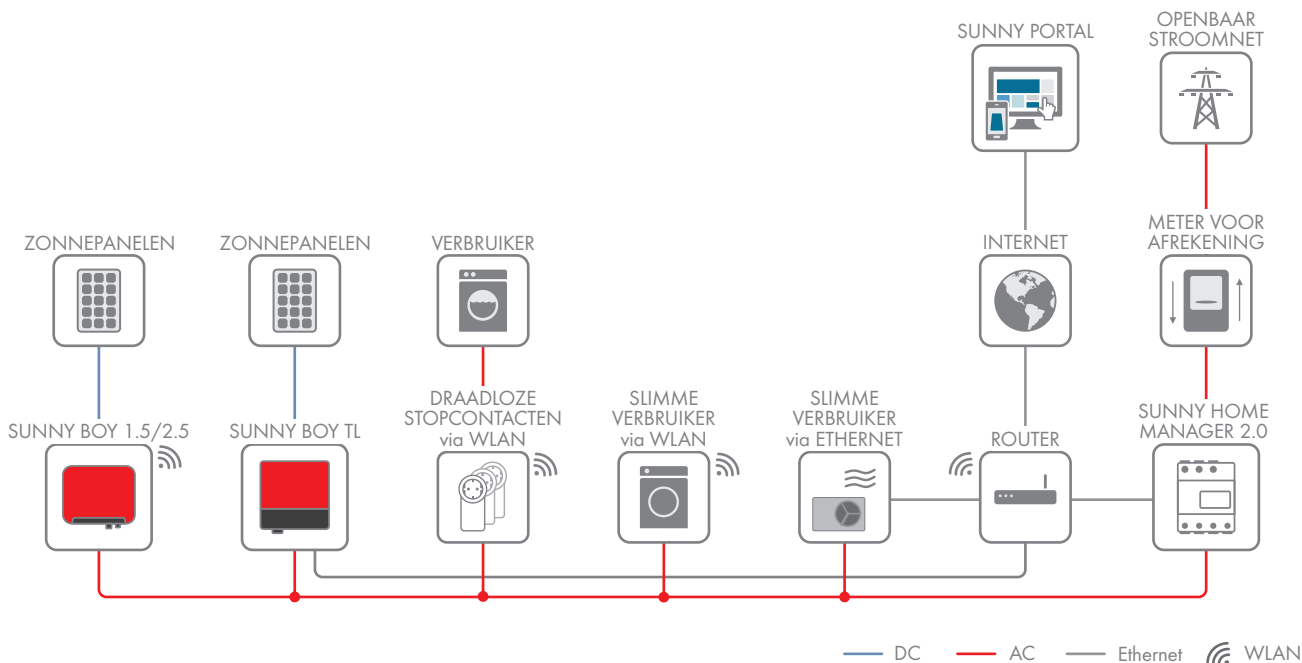 SUNNY PORTAL
OPENBAAR
STROOMNET
ZONNEPANELEN
ZONNEPANELEN
VERBRUIKER
INTERNET
METER VOOR
AFREKENING
SUNNY BOY 1.5/2.5
SUNNY BOY TL
DRAADLOZE
STOPCONTACTEN
via WLAN
SLIMME
VERBRUIKER
via WLAN
SLIMME
VERBRUIKER
via ETHERNET
ROUTER
SUNNY HOME
MANAGER 2.0
DC
AC
Ethernet
WLAN